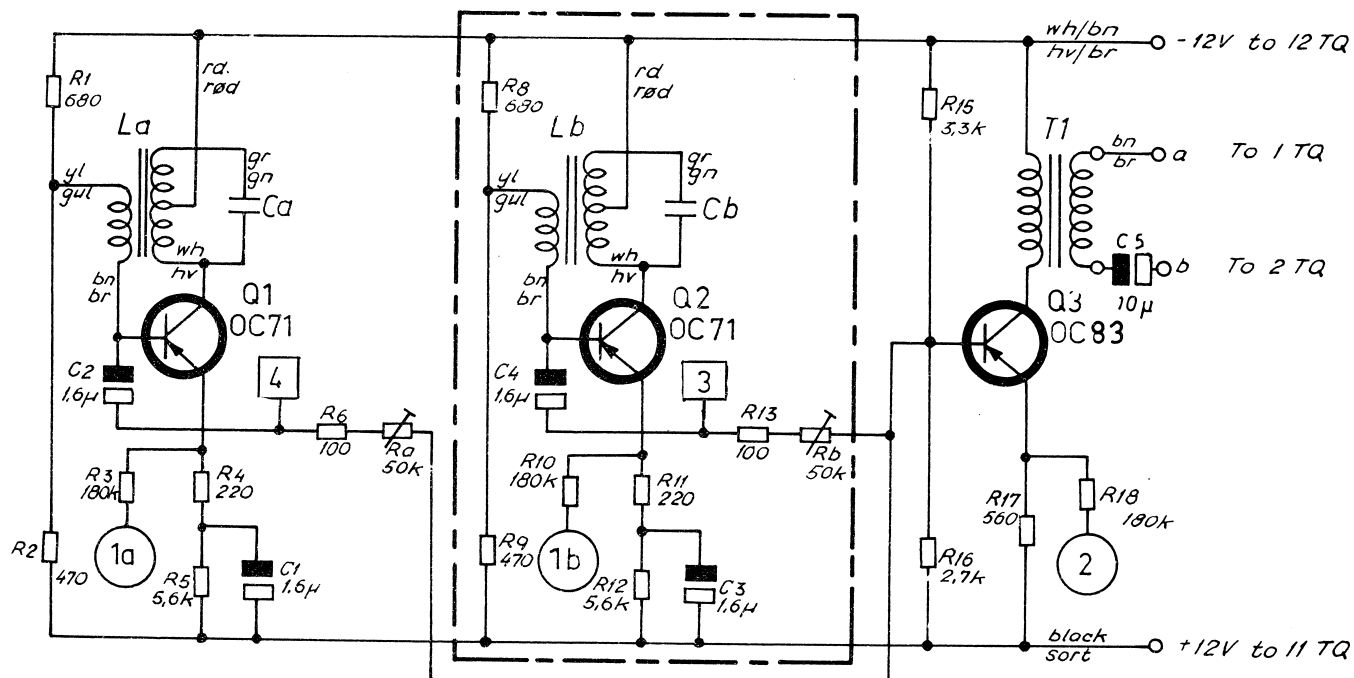 wh/bn
hv/br
-12V to 12 TQ
R1
680
rd.
rød
La
yl
gul
gr
gn
Ca
wh
hv
bn
br
Q1
OC71
C2
1,6µ
4
R6
100
Ra
50k
R3
180k
R4
220
1a
R2
470
R5
5,6k
C1
1,6µ
R8
680
rd
rød
Lb
yl
gul
gr
gn
Cb
wh
hv
bn
br
Q2
OC71
C4
1,6µ
3
R13
100
Rb
50k
R10
180k
R11
220
1b
R9
470
R12
5,6k
C3
1,6µ
R15
3,3k
T1
bn
br
a
To 1 TQ
C5
10µ
b
To 2 TQ
Q3
OC83
R17
560
R18
180k
2
R16
2,7k
black
sort
+12V to 11 TQ